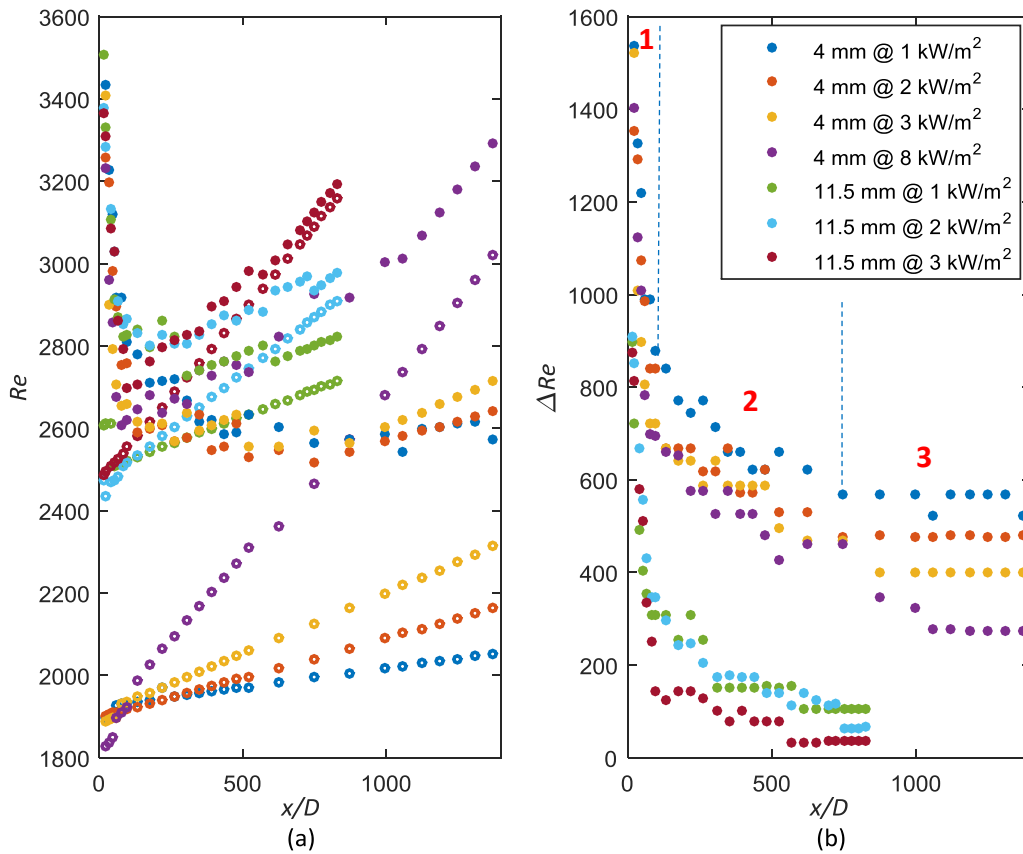 3600
3400
3200
3000
2800
2600
2400
2200
2000
1800
Re
0
500
1000
x/D
(a)
1600
1400
1200
1000
800
600
400
200
0
ΔRe
0
500
1000
x/D
(b)
1
2
3
4 mm @ 1 kW/m²
4 mm @ 2 kW/m²
4 mm @ 3 kW/m²
4 mm @ 8 kW/m²
11.5 mm @ 1 kW/m²
11.5 mm @ 2 kW/m²
11.5 mm @ 3 kW/m²